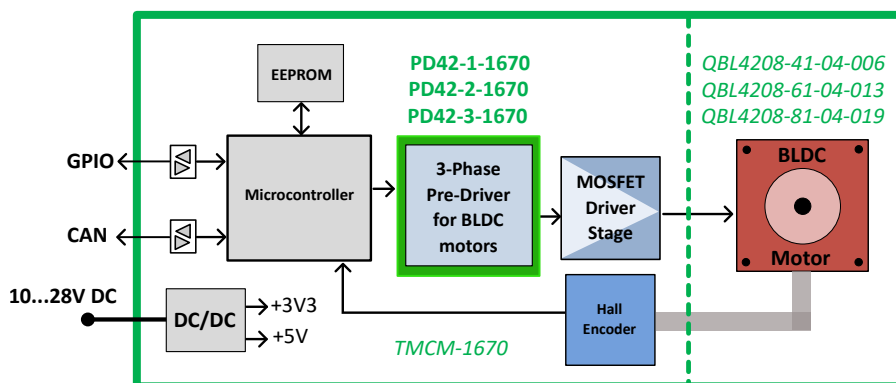 EEPROM
PD42-1-1670
PD42-2-1670
PD42-3-1670
QBL4208-41-04-006
QBL4208-61-04-013
QBL4208-81-04-019
GPIO
CAN
Microcontroller
3-Phase
Pre-Driver
for BLDC
motors
MOSFET
Driver
Stage
BLDC
Motor
10...28V DC
DC/DC
+3V3
+5V
Hall
Encoder
TMCM-1670